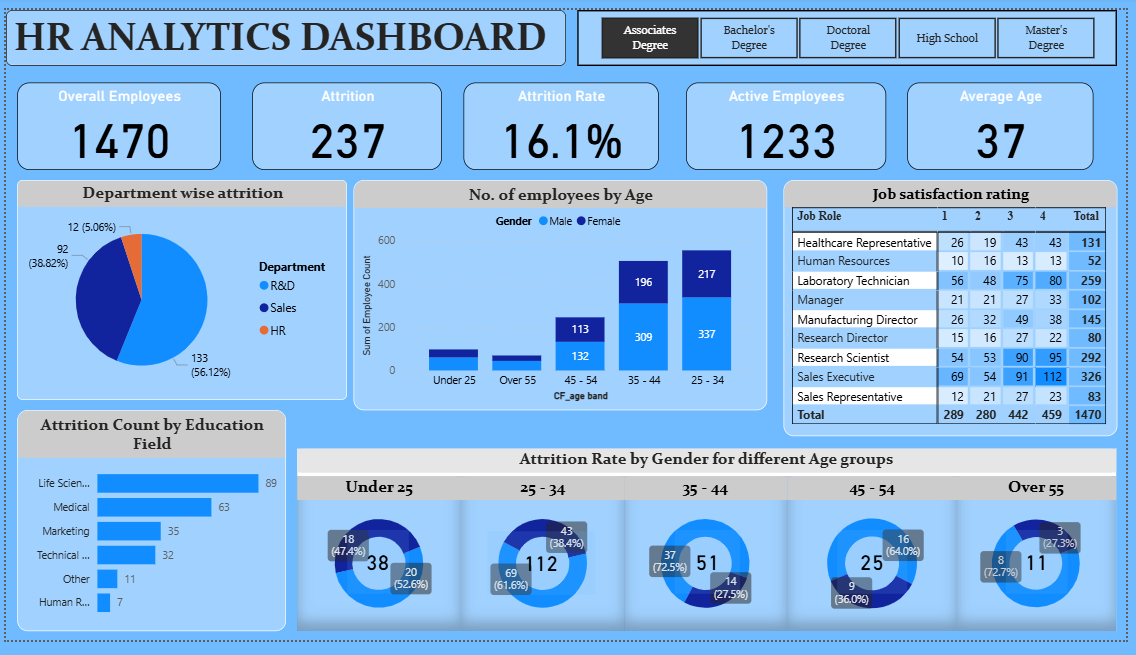 HR ANALYTICS DASHBOARD
Associates
Degree
Bachelor's
Degree
Doctoral
Degree
High School
Master's
Degree
Overall Employees
1470
Attrition
237
Attrition Rate
16.1%
Active Employees
1233
Average Age
37
Department wise attrition
12 (5.06%)
92
(38.82%)
133
(56.12%)
Department
R&D
Sales
HR
No. of employees by Age
Gender Male Female
Sum of Employee Count
600
400
200
0
113
132
196
309
217
337
Under 25 Over 55 45 - 54 35 - 44 25 - 34
CF_age band
Job satisfaction rating
Job Role 1 2 3 4 Total
Healthcare Representative 26 19 43 43 131
Human Resources 10 16 13 13 52
Laboratory Technician 56 48 75 80 259
Manager 21 21 27 33 102
Manufacturing Director 26 32 49 38 145
Research Director 15 16 27 22 80
Research Scientist 54 53 90 95 292
Sales Executive 69 54 91 112 326
Sales Representative 12 21 27 23 83
Total 289 280 442 459 1470
Attrition Count by Education
Field
Life Scien... 89
Medical 63
Marketing 35
Technical ... 32
Other 11
Human R... 7
Attrition Rate by Gender for different Age groups
Under 25
18
(47.4%)
38
20
(52.6%)
25 - 34
43
(38.4%)
112
69
(61.6%)
35 - 44
37
(72.5%)
51
14
(27.5%)
45 - 54
16
(64.0%)
25
9
(36.0%)
Over 55
3
(27.3%)
8
(72.7%)
11